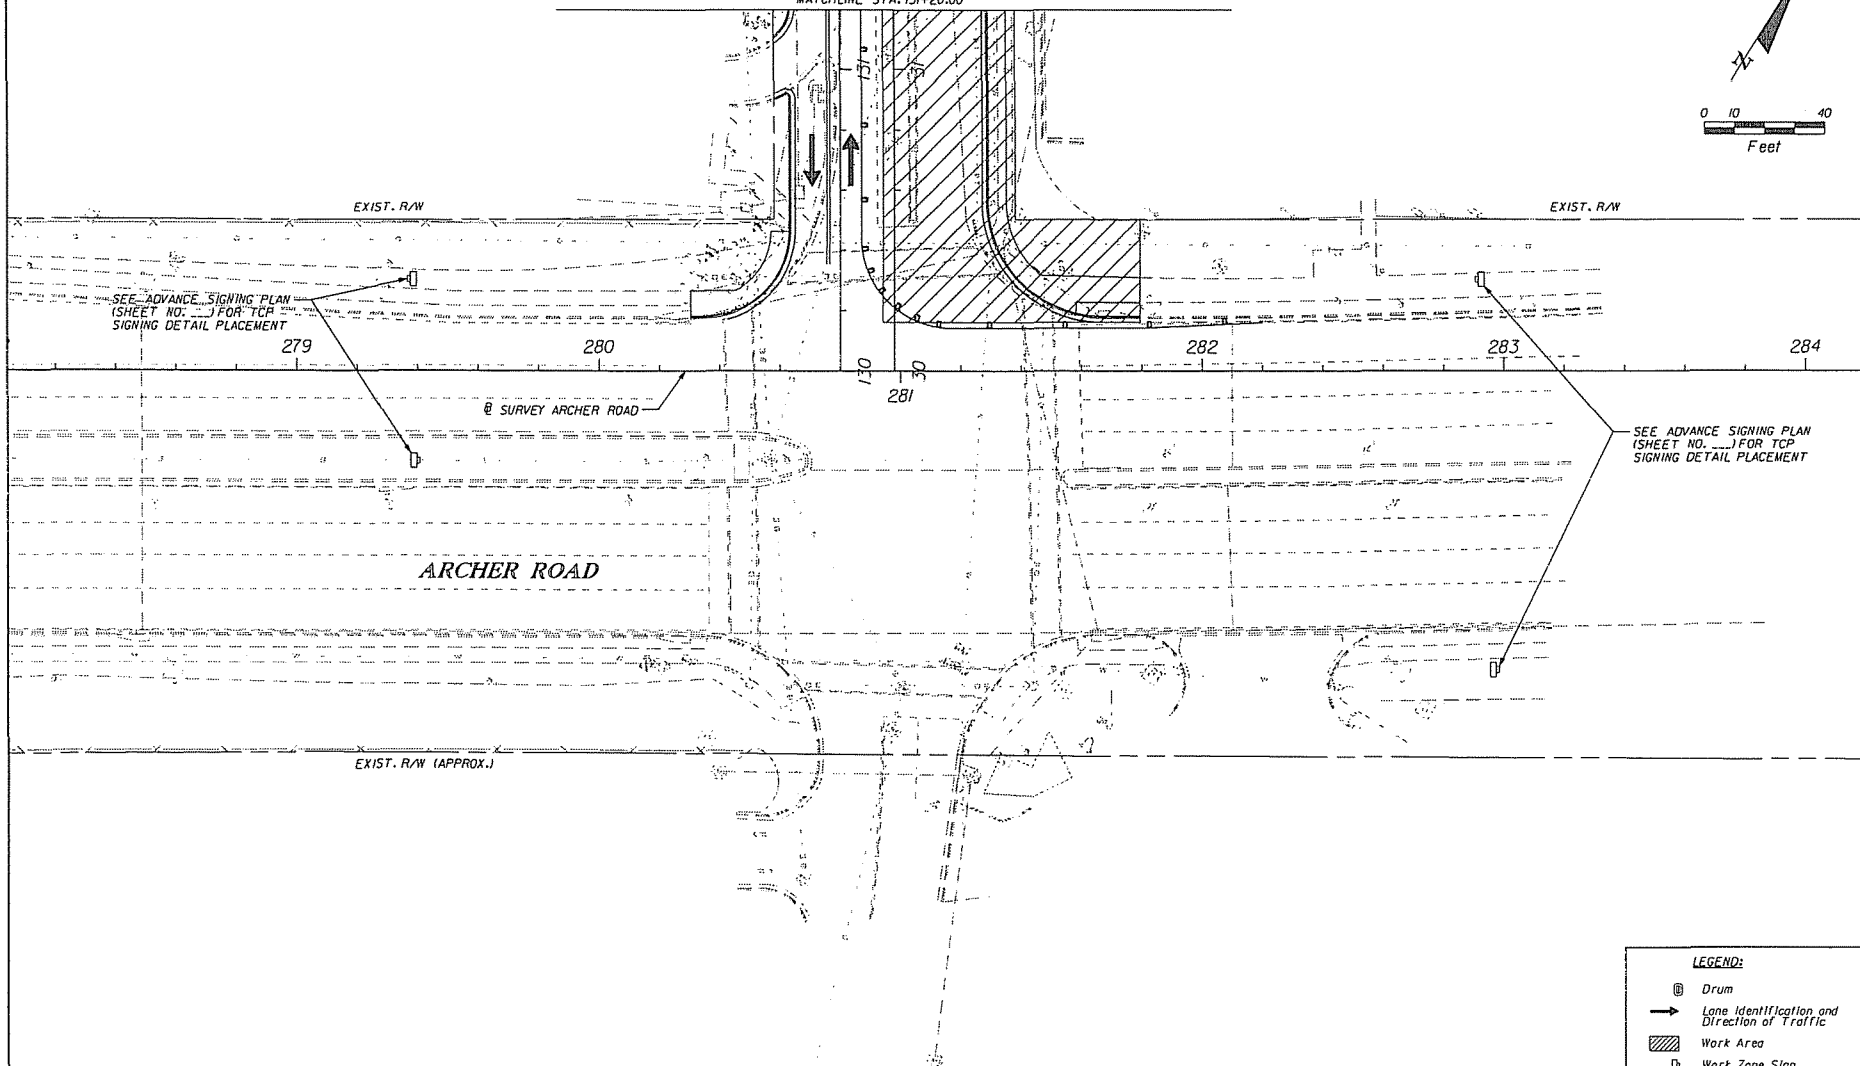 MATCHLINE STA. 131+20.00
N
0 10 40
Feet
131
31
EXIST. R/W
EXIST. R/W
SEE ADVANCE SIGNING PLAN
(SHEET NO. ___) FOR TCP
SIGNING DETAIL PLACEMENT
279
280
282
283
284
130
30
281
℄ SURVEY ARCHER ROAD
SEE ADVANCE SIGNING PLAN
(SHEET NO. ___) FOR TCP
SIGNING DETAIL PLACEMENT
ARCHER ROAD
EXIST. R/W (APPROX.)
LEGEND:
Drum
Lane Identification and
Direction of Traffic
Work Area
Work Zone Sign